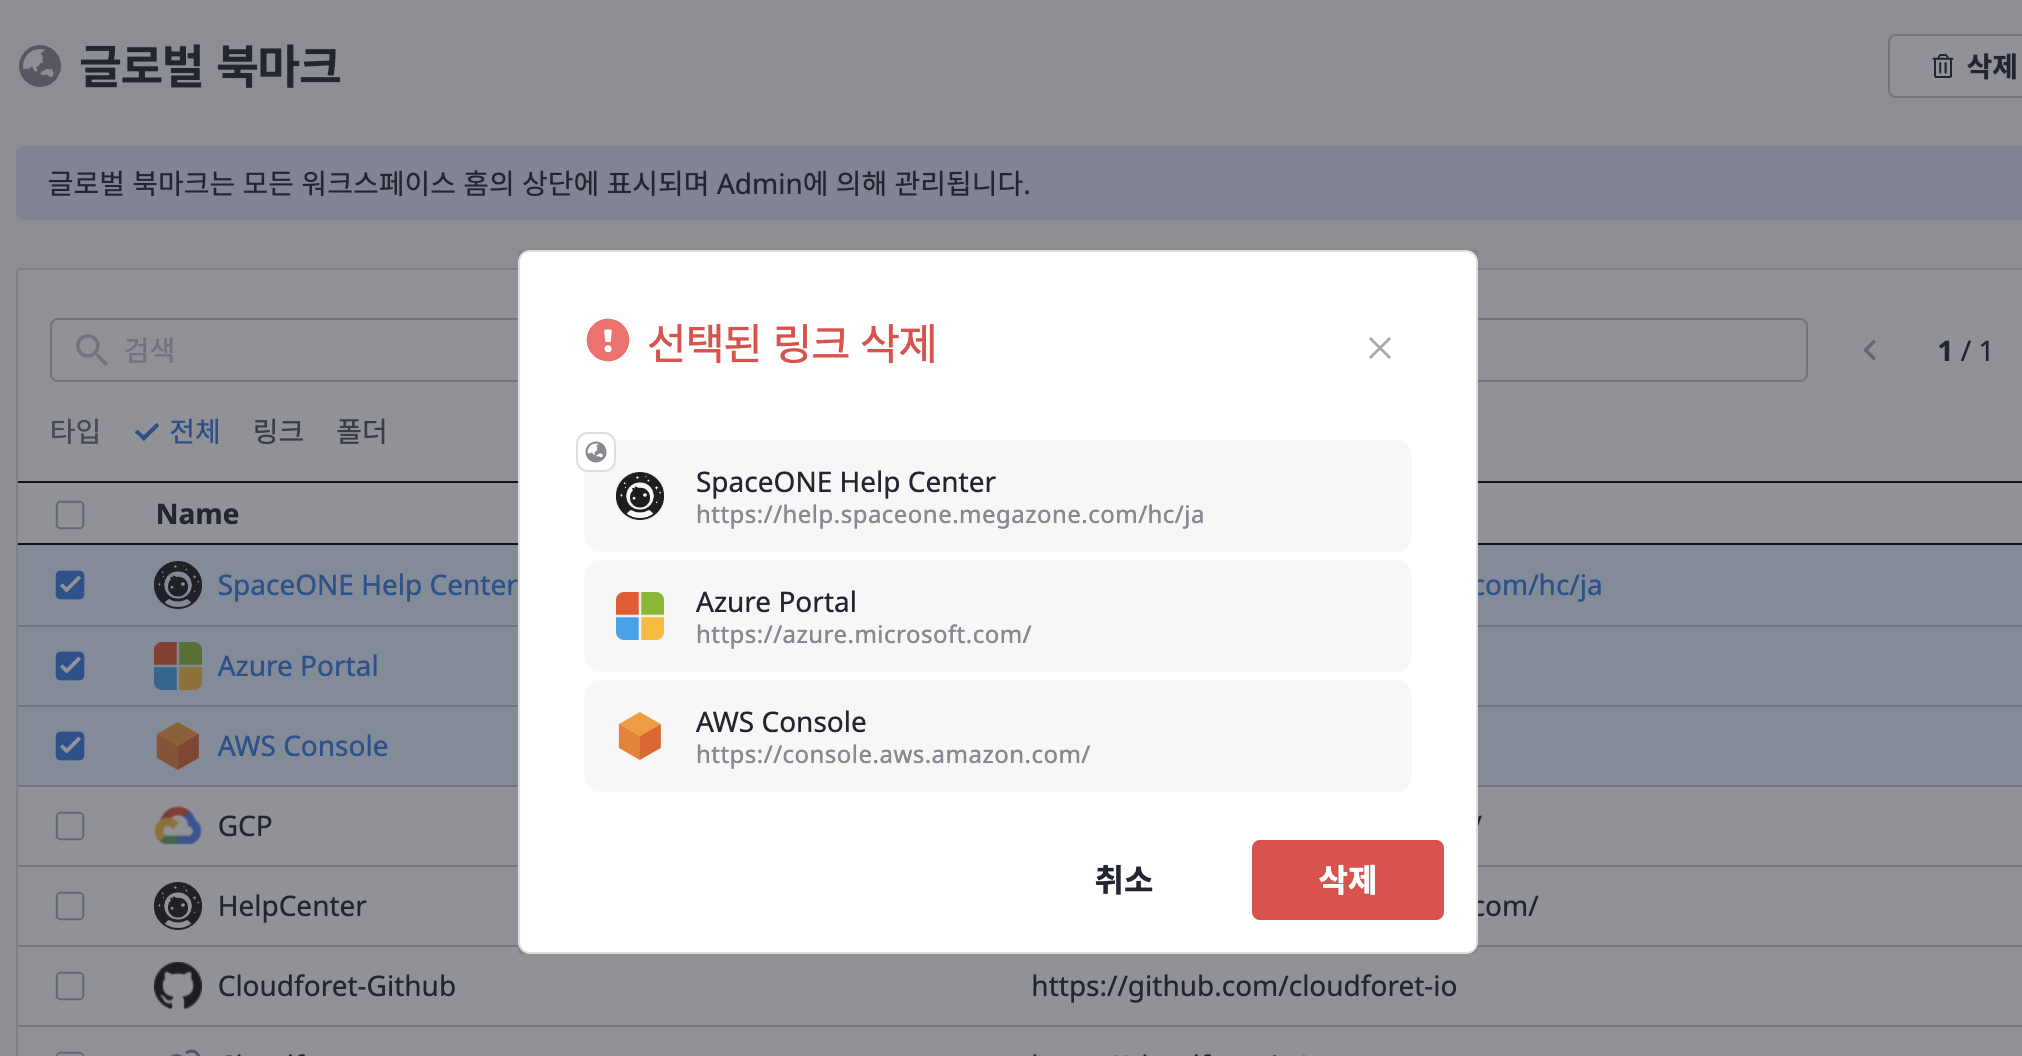 글로벌 북마크
삭제
글로벌 북마크는 모든 워크스페이스 홈의 상단에 표시되며 Admin에 의해 관리됩니다.
검색
1 / 1
타입 전체 링크 폴더
Name
SpaceONE Help Center
com/hc/ja
Azure Portal
AWS Console
GCP
/
HelpCenter
com/
Cloudforet-Github
https://github.com/cloudforet-io
선택된 링크 삭제
SpaceONE Help Center
https://help.spaceone.megazone.com/hc/ja
Azure Portal
https://azure.microsoft.com/
AWS Console
https://console.aws.amazon.com/
취소
삭제